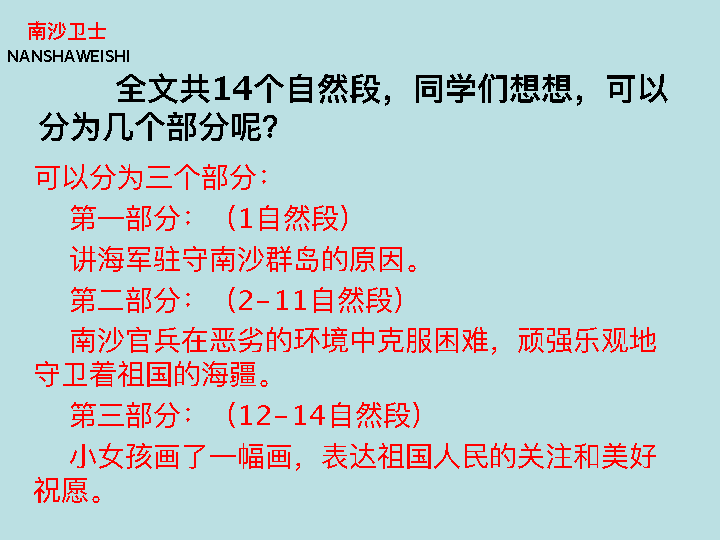 南沙卫士
NANSHAWEISHI
全文共14个自然段，同学们想想，可以
分为几个部分呢?
可以分为三个部分：
第一部分：（1自然段）
讲海军驻守南沙群岛的原因。
第二部分：（2-11自然段）
南沙官兵在恶劣的环境中克服困难，顽强乐观地
守卫着祖国的海疆。
第三部分：（12-14自然段）
小女孩画了一幅画，表达祖国人民的关注和美好
祝愿。